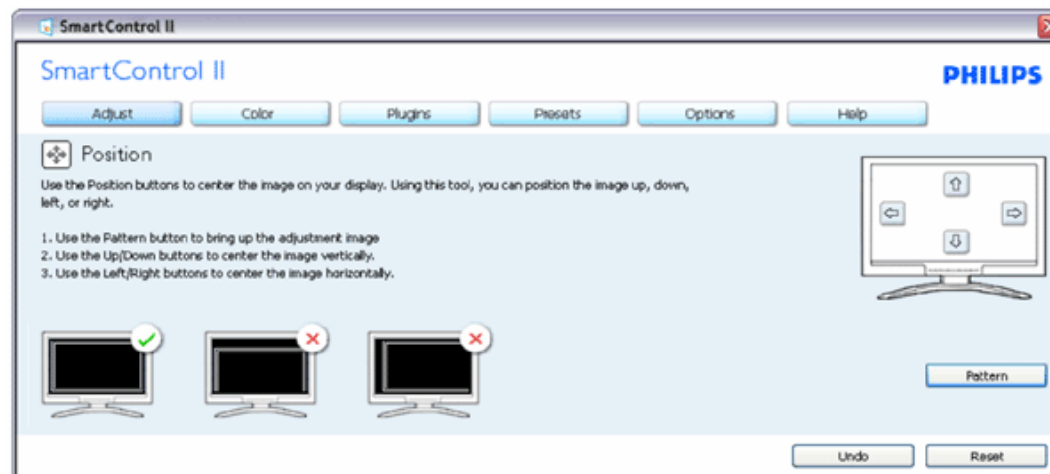 SmartControl II
SmartControl II
PHILIPS
Adjust Color Plugins Presets Options Help
Position
Use the Position buttons to center the image on your display. Using this tool, you can position the image up, down,
left, or right.
1. Use the Pattern button to bring up the adjustment image
2. Use the Up/Down buttons to center the image vertically.
3. Use the Left/Right buttons to center the image horizontally.
Pattern
Undo Reset